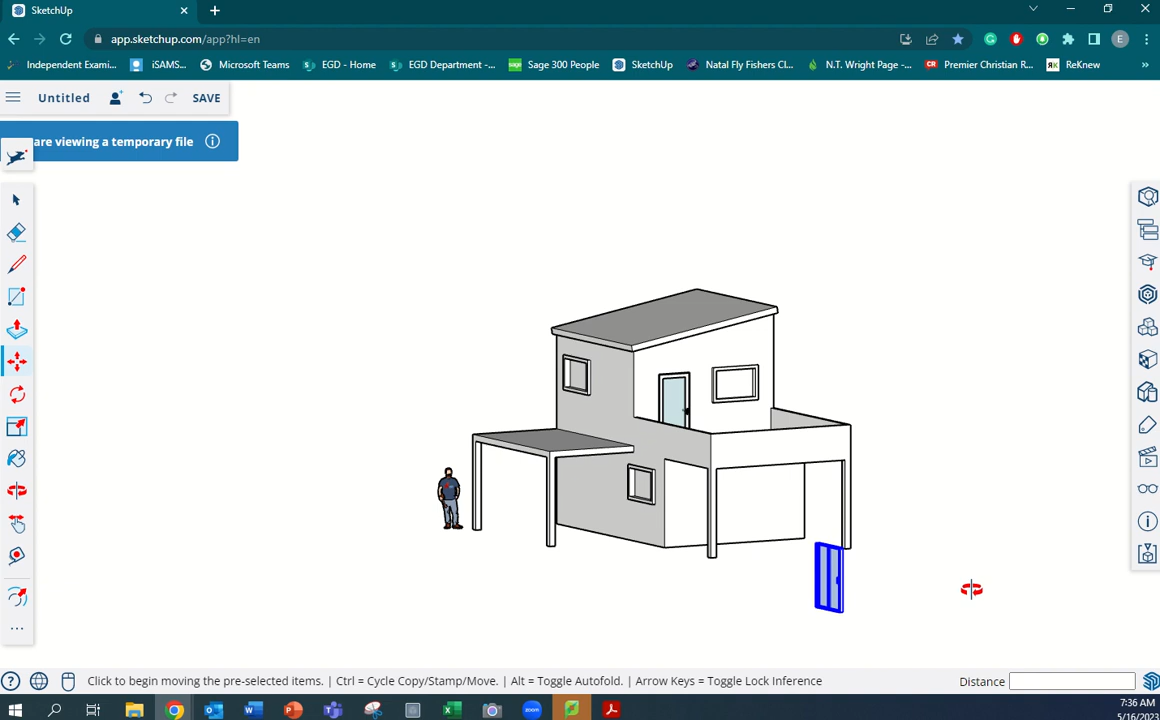 SketchUp
app.sketchup.com/app?hl=en
Independent Exami...
iSAMS...
Microsoft Teams
EGD - Home
EGD Department -...
Sage 300 People
SketchUp
Natal Fly Fishers Cl...
N.T. Wright Page -...
Premier Christian R...
ReKnew
»
Untitled
SAVE
are viewing a temporary file
Click to begin moving the pre-selected items. | Ctrl = Cycle Copy/Stamp/Move. | Alt = Toggle Autofold. | Arrow Keys = Toggle Lock Inference
Distance
zoom
7:36 AM
5/16/2023